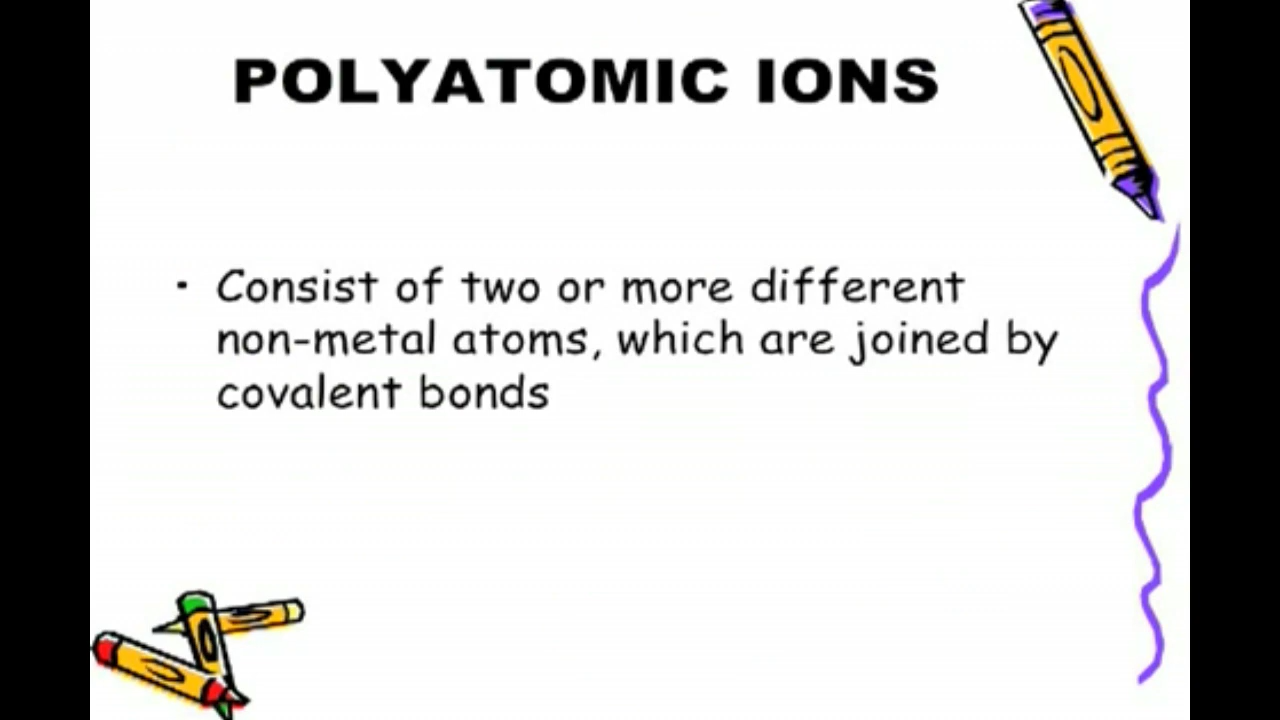 POLYATOMIC IONS
· Consist of two or more different
non-metal atoms, which are joined by
covalent bonds